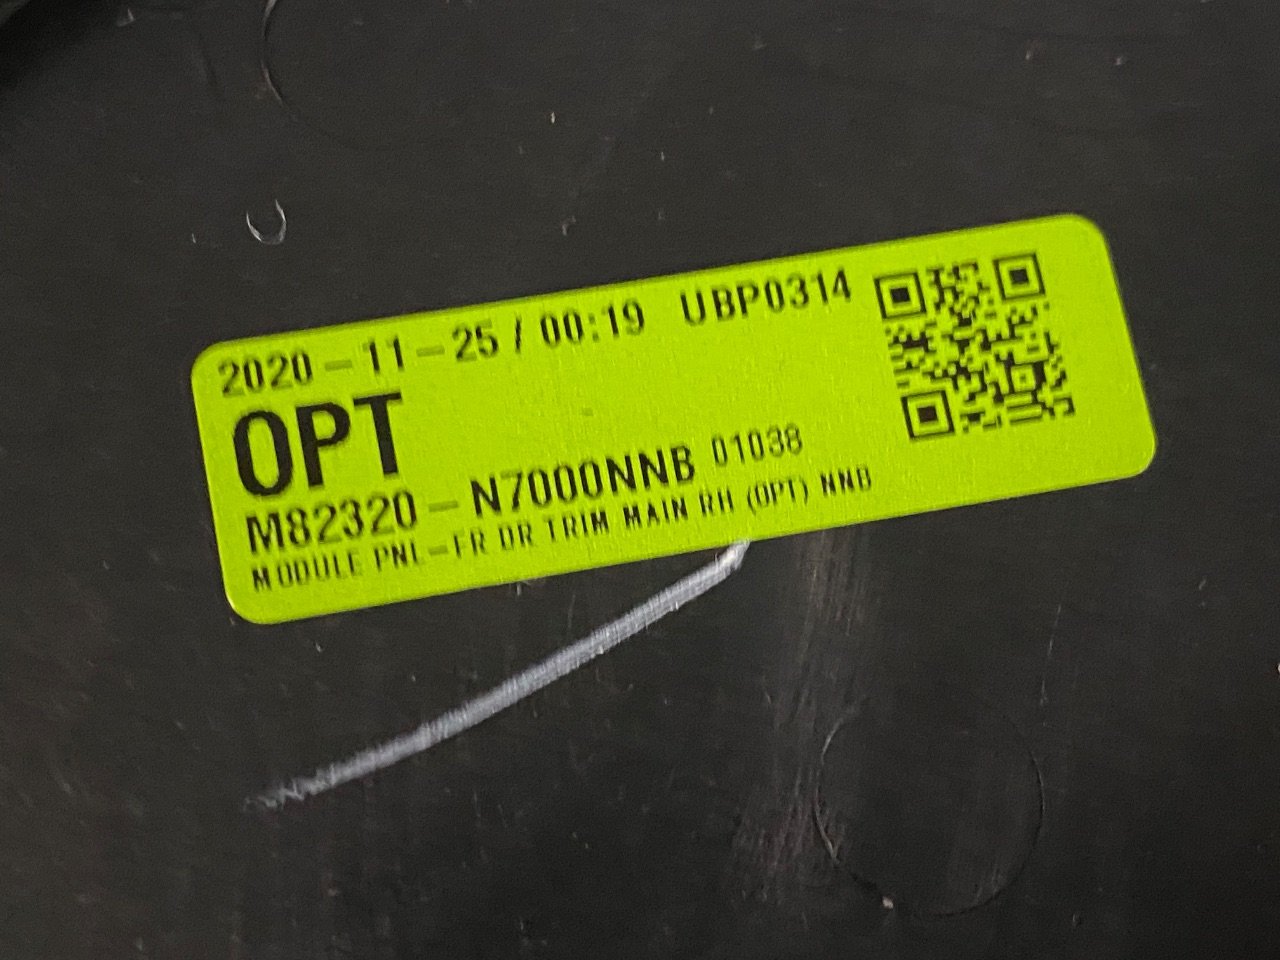 2020-11-25 / 00:19 UBP0314
OPT
M82320-N7000NNB 01038
MODULE PNL-FR DR TRIM MAIN RH (OPT) NNB